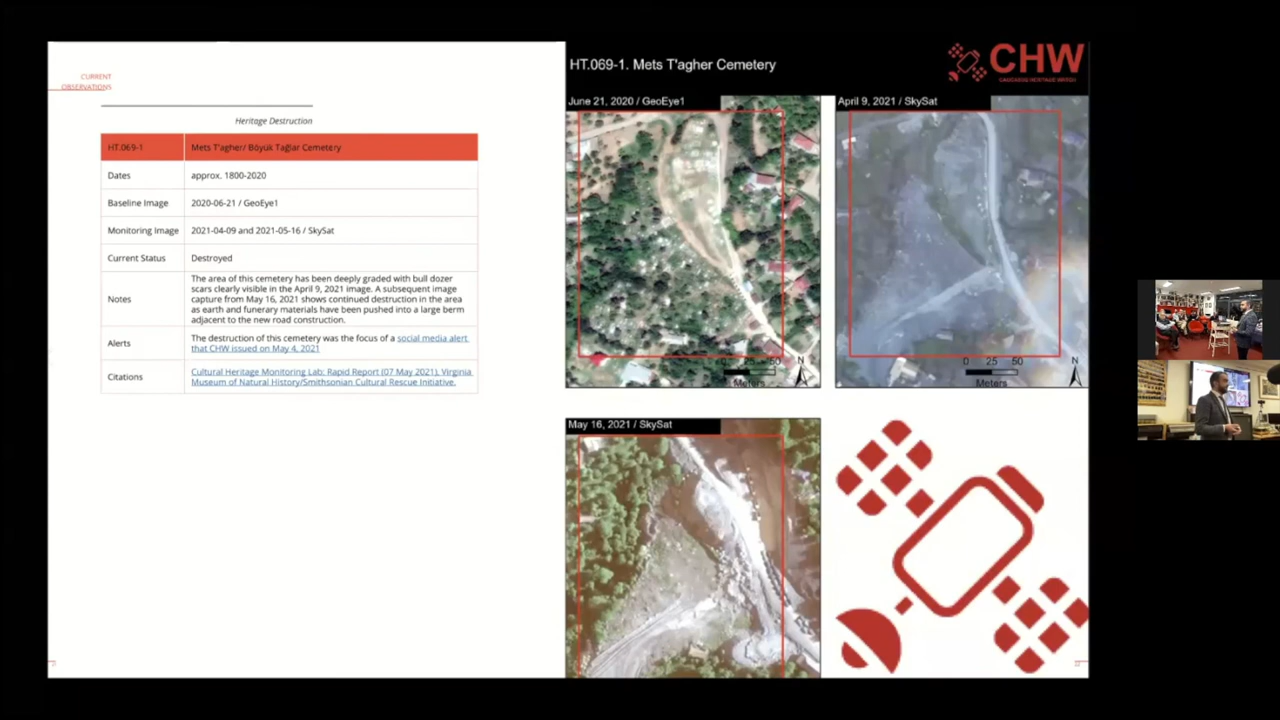 CURRENT
OBSERVATIONS
Heritage Destruction
HT.069-1 Mets T'agher/ Böyük Tağlar Cemetery
Dates approx. 1800-2020
Baseline Image 2020-06-21 / GeoEye1
Monitoring Image 2021-04-09 and 2021-05-16 / SkySat
Current Status Destroyed
Notes
The area of this cemetery has been deeply graded with bull dozer
scars clearly visible in the April 9, 2021 image. A subsequent image
capture from May 16, 2021 shows continued destruction in the area
as earth and funerary materials have been pushed into a large berm
adjacent to the new road construction.
Alerts
The destruction of this cemetery was the focus of a social media alert
that CHW issued on May 4, 2021
Citations
Cultural Heritage Monitoring Lab: Rapid Report (07 May 2021), Virginia
Museum of Natural History/Smithsonian Cultural Rescue Initiative.
HT.069-1. Mets T'agher Cemetery
CHW
CAUCASUS HERITAGE WATCH
June 21, 2020 / GeoEye1
0 25 50
Meters
N
April 9, 2021 / SkySat
0 25 50
Meters
N
May 16, 2021 / SkySat